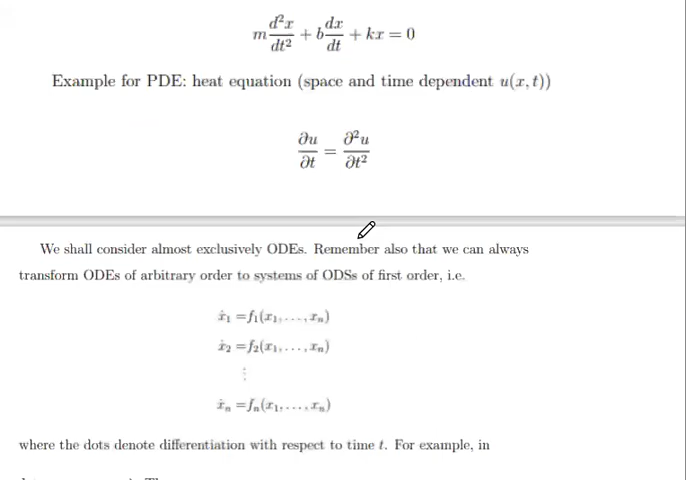 m d²x/dt² + b dx/dt + kx = 0
Example for PDE: heat equation (space and time dependent u(x, t))
∂u/∂t = ∂²u/∂t²
We shall consider almost exclusively ODEs. Remember also that we can always
transform ODEs of arbitrary order to systems of ODSs of first order, i.e.
ẋ₁ =f₁(x₁, . . . , xₙ)
ẋ₂ =f₂(x₁, . . . , xₙ)
⋮
ẋₙ =fₙ(x₁, . . . , xₙ)
where the dots denote differentiation with respect to time t. For example, in